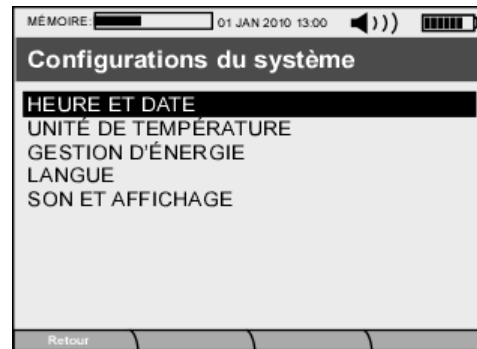 MÉMOIRE: 01 JAN 2010 13:00
Configurations du système
HEURE ET DATE
UNITÉ DE TEMPÉRATURE
GESTION D'ÉNERGIE
LANGUE
SON ET AFFICHAGE
Retour